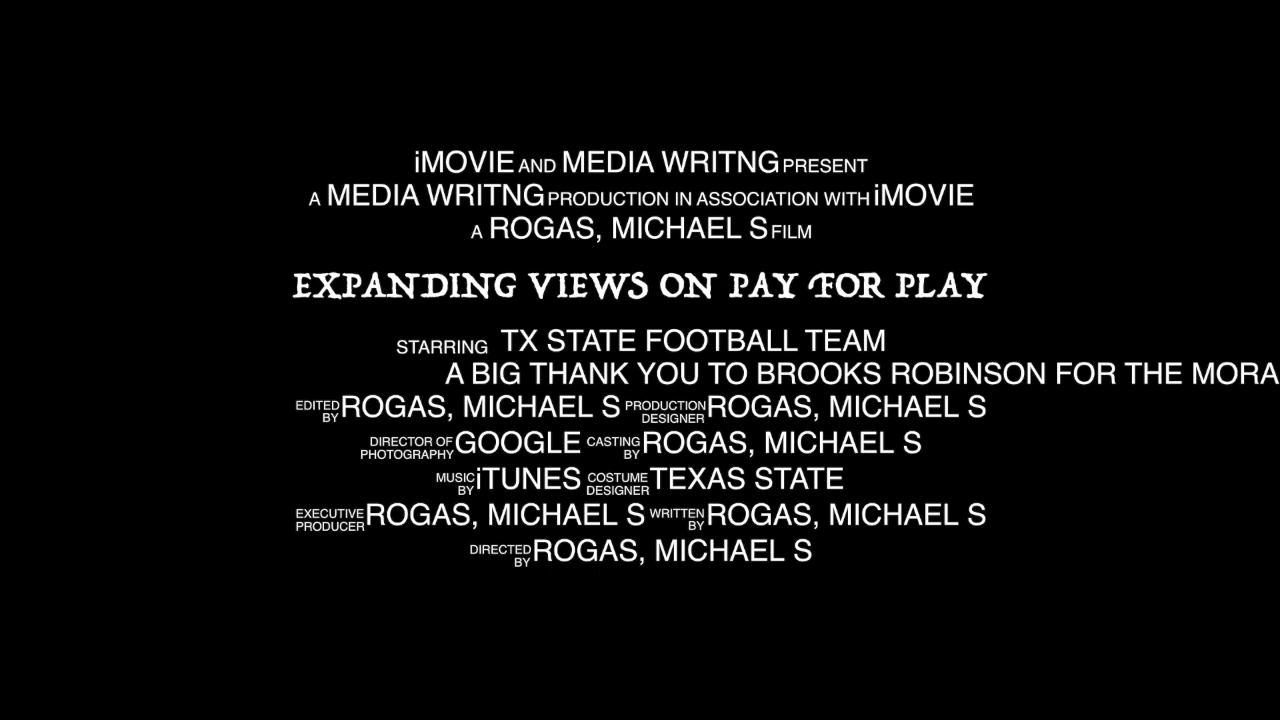 iMOVIE AND MEDIA WRITNG PRESENT
A MEDIA WRITNG PRODUCTION IN ASSOCIATION WITH iMOVIE
A ROGAS, MICHAEL S FILM
EXPANDING VIEWS ON PAY FOR PLAY
STARRING TX STATE FOOTBALL TEAM
A BIG THANK YOU TO BROOKS ROBINSON FOR THE MORA
EDITED BY ROGAS, MICHAEL S PRODUCTION DESIGNER ROGAS, MICHAEL S
DIRECTOR OF PHOTOGRAPHY GOOGLE CASTING BY ROGAS, MICHAEL S
MUSIC BY iTUNES COSTUME DESIGNER TEXAS STATE
EXECUTIVE PRODUCER ROGAS, MICHAEL S WRITTEN BY ROGAS, MICHAEL S
DIRECTED BY ROGAS, MICHAEL S